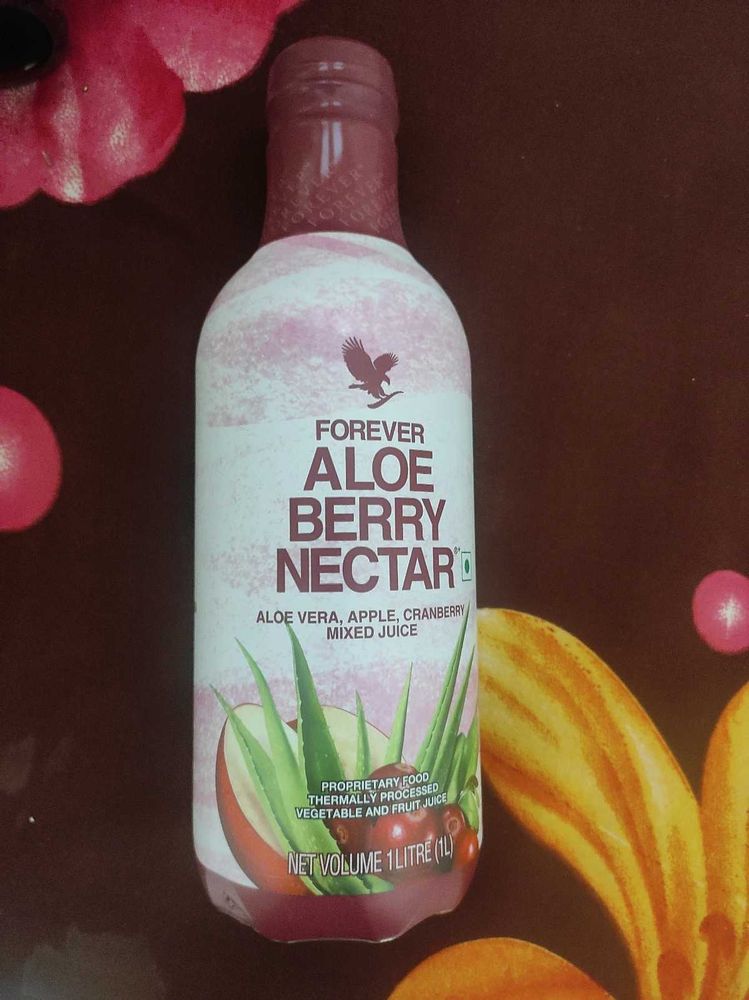 FOREVER
FOREVER
ALOE
BERRY
NECTAR®*
ALOE VERA, APPLE, CRANBERRY
MIXED JUICE
PROPRIETARY FOOD
THERMALLY PROCESSED
VEGETABLE AND FRUIT JUICE
NET VOLUME 1 LITRE (1L)